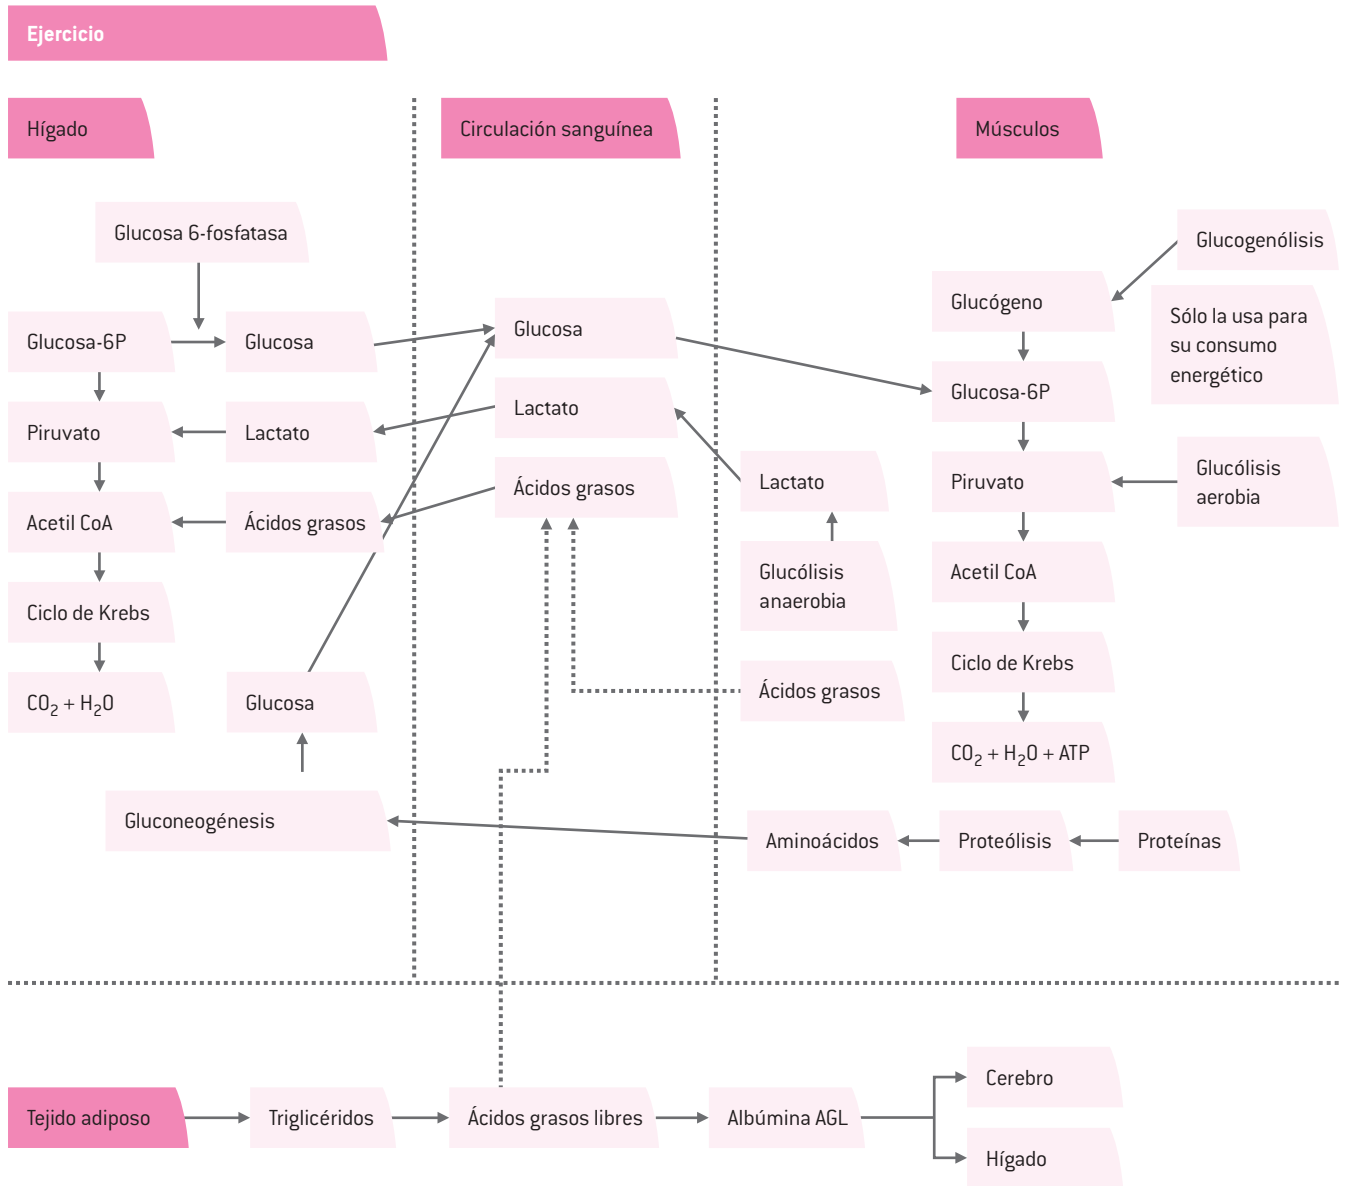 Ejercicio
Hígado
Circulación sanguínea
Músculos
Glucosa 6-fosfatasa
Glucosa-6P
Glucosa
Piruvato
Lactato
Acetil CoA
Ácidos grasos
Ciclo de Krebs
CO₂ + H₂O
Glucosa
Gluconeogénesis
Glucosa
Lactato
Ácidos grasos
Glucogenólisis
Glucógeno
Sólo la usa para
su consumo
energético
Glucosa-6P
Lactato
Piruvato
Glucólisis
aerobia
Glucólisis
anaerobia
Acetil CoA
Ácidos grasos
Ciclo de Krebs
CO₂ + H₂O + ATP
Aminoácidos
Proteólisis
Proteínas
Tejido adiposo
Triglicéridos
Ácidos grasos libres
Albúmina AGL
Cerebro
Hígado